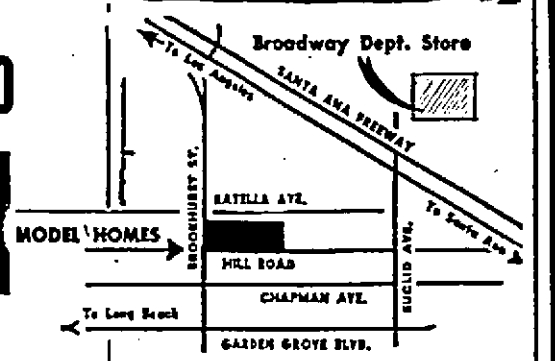 Broadway Dept. Store
To Los Angeles
SANTA ANA FREEWAY
BROOKHURST ST.
KATELLA AVE.
To Santa Ana
MODEL HOMES
HILL ROAD
EUCLID AVE.
CHAPMAN AVE.
To Long Beach
GARDEN GROVE BLVD.